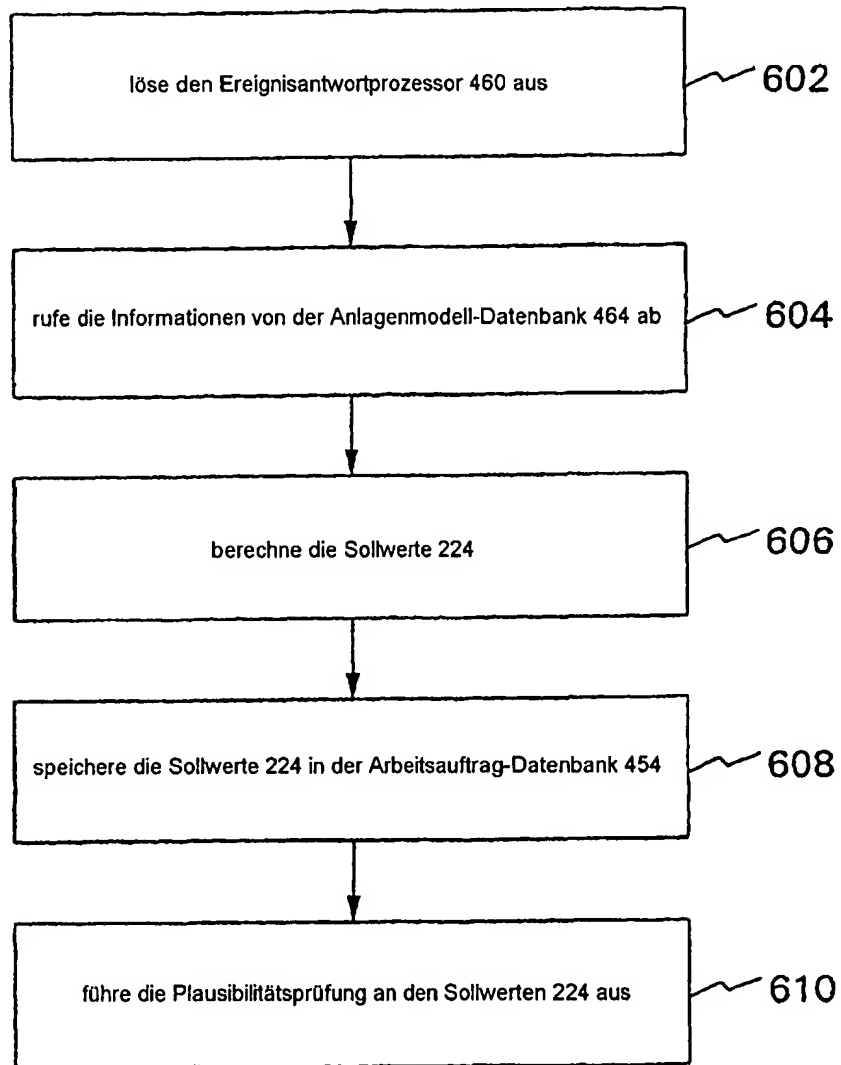 löse den Ereignisantwortprozessor 460 aus
602
rufe die Informationen von der Anlagenmodell-Datenbank 464 ab
604
berechne die Sollwerte 224
606
speichere die Sollwerte 224 in der Arbeitsauftrag-Datenbank 454
608
führe die Plausibilitätsprüfung an den Sollwerten 224 aus
610